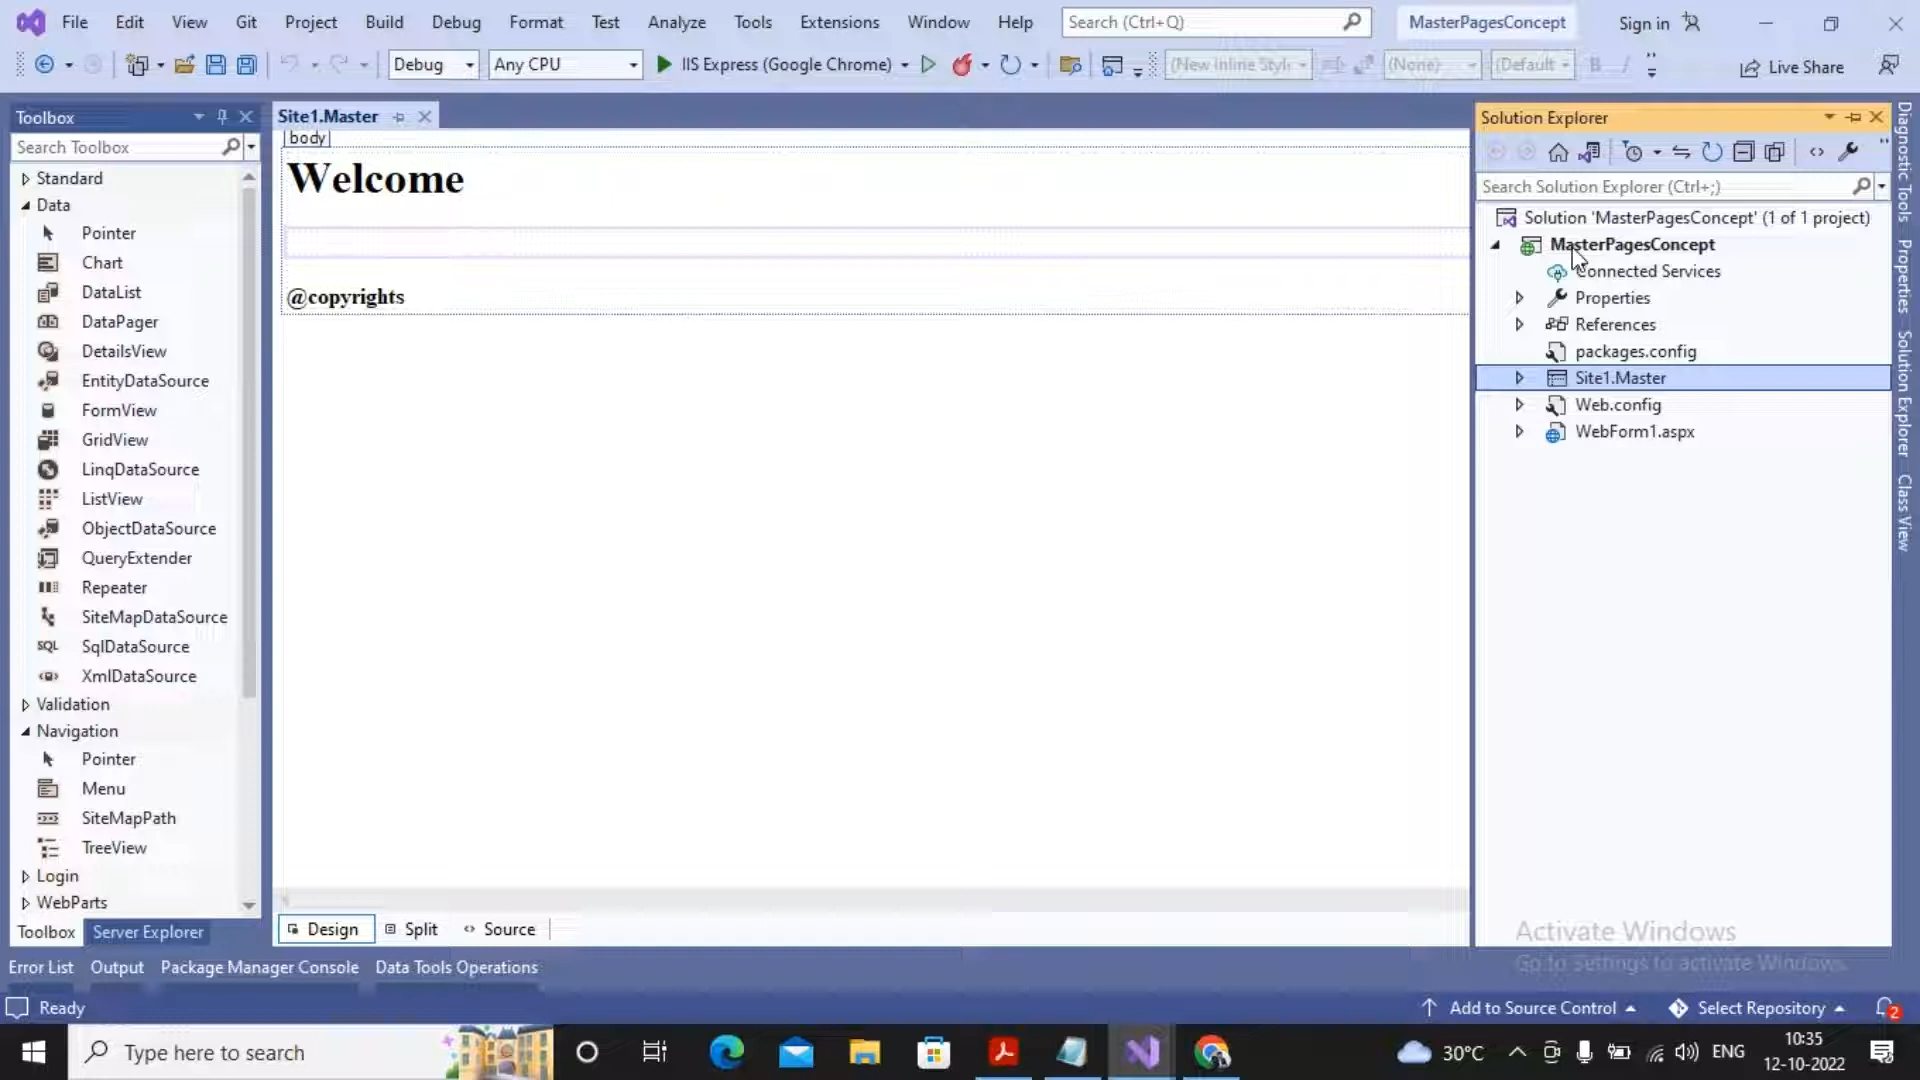 File Edit View Git Project Build Debug Format Test Analyze Tools Extensions Window Help Search (Ctrl+Q) MasterPagesConcept Sign in
Debug Any CPU IIS Express (Google Chrome) (New Inline Styl (None) (Default B I Live Share
Toolbox
Search Toolbox
Standard
Data
Pointer
Chart
DataList
DataPager
DetailsView
EntityDataSource
FormView
GridView
LinqDataSource
ListView
ObjectDataSource
QueryExtender
Repeater
SiteMapDataSource
SQL SqlDataSource
XmlDataSource
Validation
Navigation
Pointer
Menu
SiteMapPath
TreeView
Login
WebParts
Toolbox Server Explorer
Site1.Master
body
Welcome
@copyrights
Design Split Source
Solution Explorer
Search Solution Explorer (Ctrl+;)
Solution 'MasterPagesConcept' (1 of 1 project)
MasterPagesConcept
Connected Services
Properties
References
packages.config
Site1.Master
Web.config
WebForm1.aspx
Diagnostic Tools
Properties
Solution Explorer
Class View
Activate Windows
Go to Settings to activate Windows.
Error List Output Package Manager Console Data Tools Operations
Ready Add to Source Control Select Repository 2
Type here to search 30°C ENG 10:35
12-10-2022